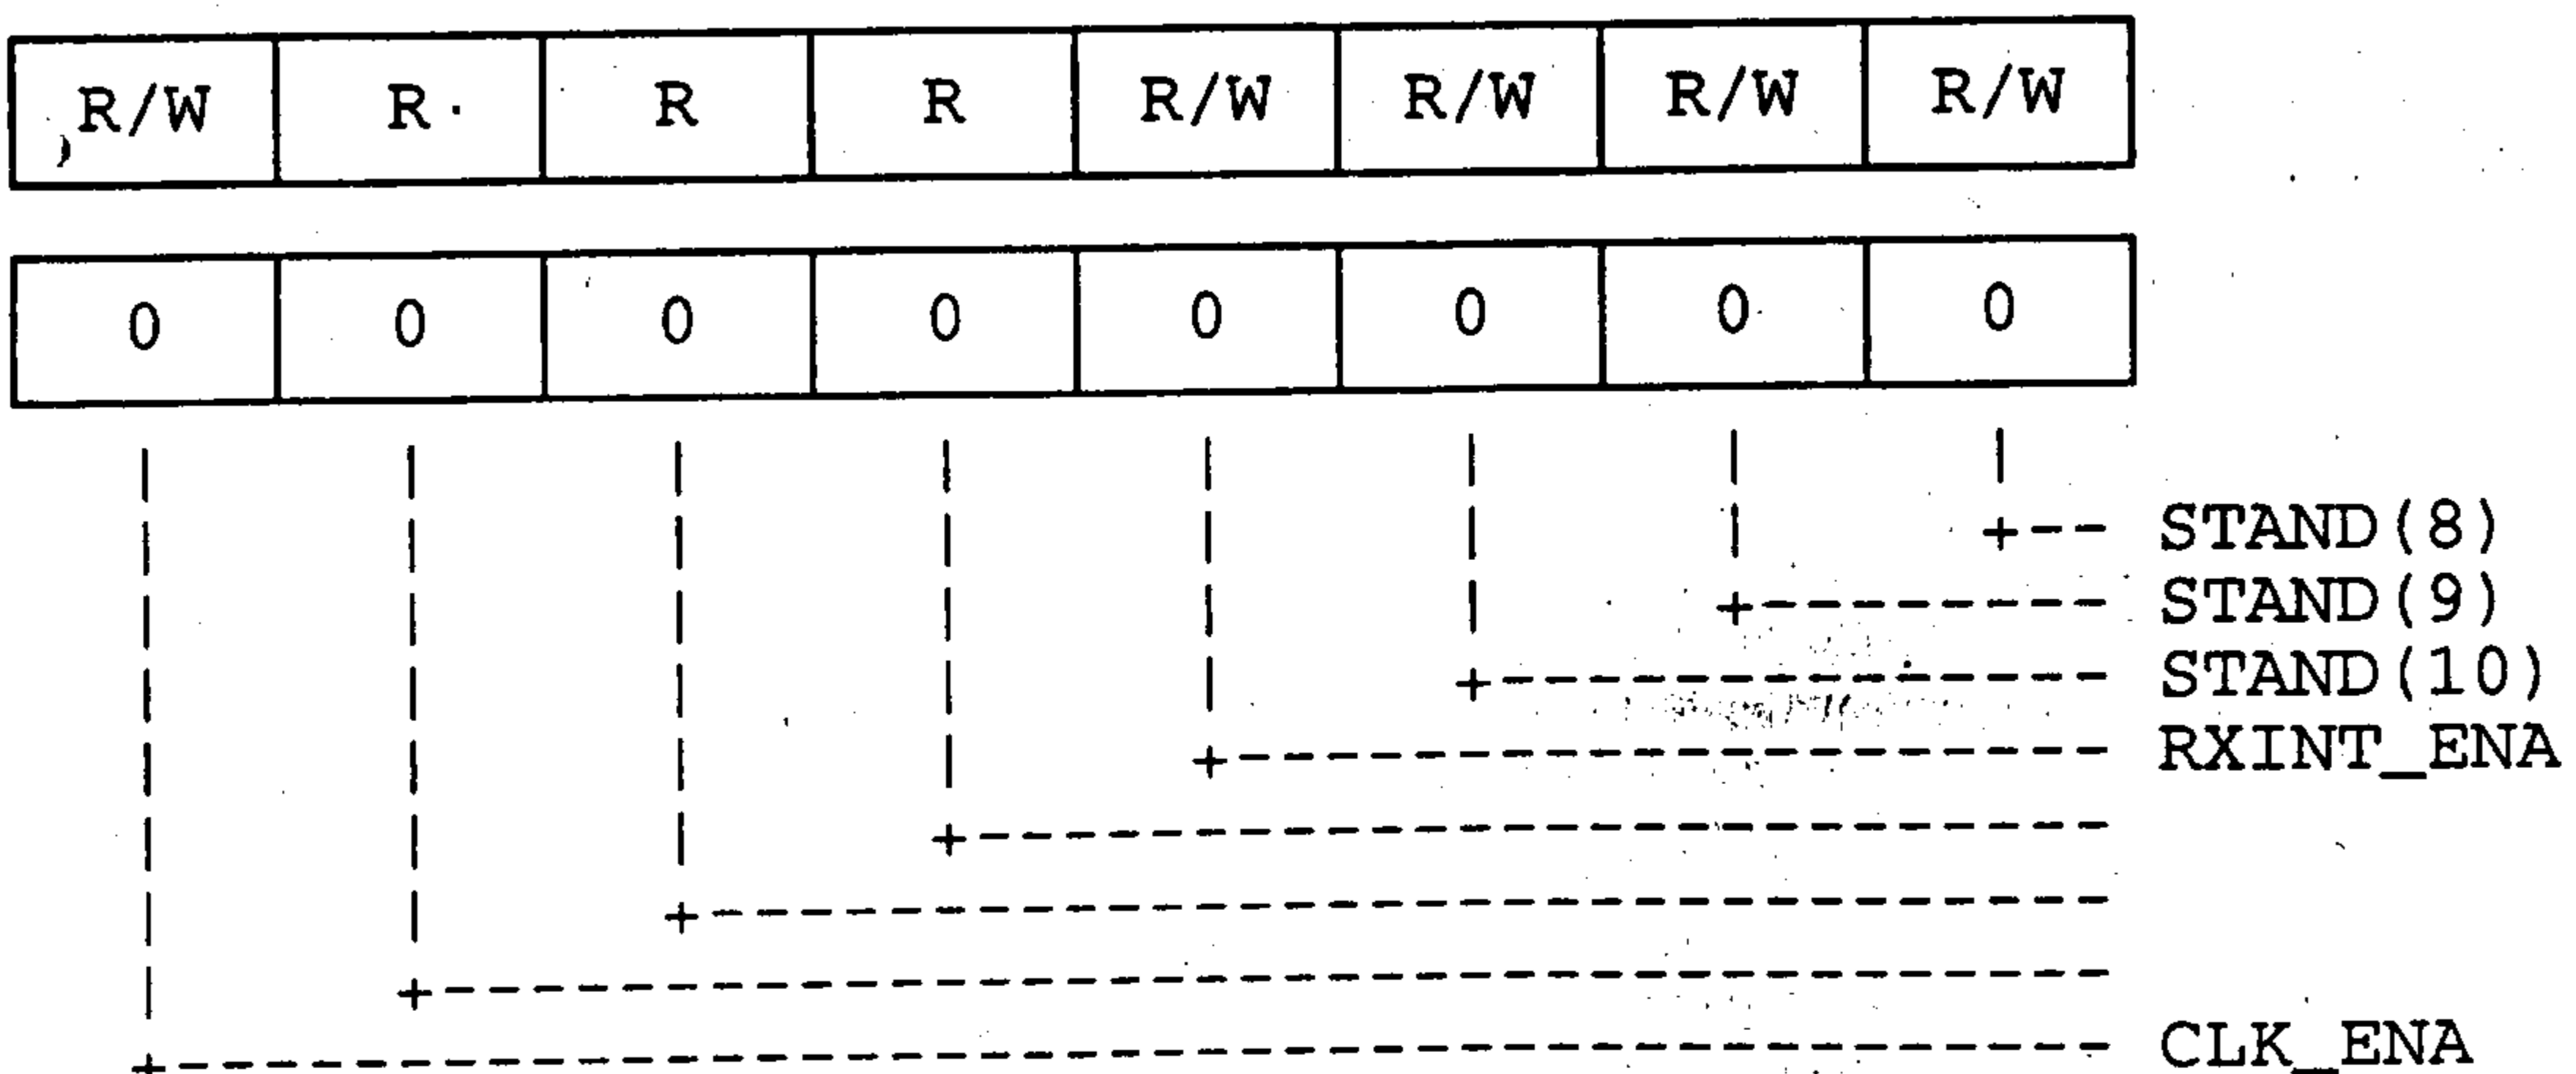 R/W R R R R/W R/W R/W R/W
0 0 0 0 0 0 0 0
STAND(8)
STAND(9)
STAND(10)
RXINT_ENA
CLK_ENA